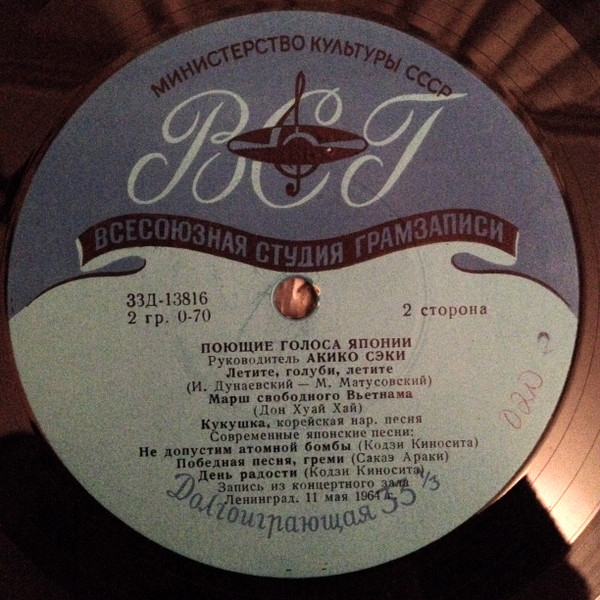 МИНИСТЕРСТВО КУЛЬТУРЫ СССР
ВСГ
ВСЕСОЮЗНАЯ СТУДИЯ ГРАМЗАПИСИ
33Д-13816
2 гр. 0-70
2 сторона
ПОЮЩИЕ ГОЛОСА ЯПОНИИ
Руководитель АКИКО СЭКИ
Летите, голуби, летите
(И. Дунаевский — М. Матусовский)
Марш свободного Вьетнама
(Дон Хуай Хай)
Кукушка, корейская нар. песня
Современные японские песни:
Не допустим атомной бомбы (Кодзи Киносита)
Победная песня, греми (Сакаэ Араки)
День радости (Кодзи Киносита)
Запись из концертного зала
Ленинград. 11 мая 1964 г.
Долгоиграющая 33 1/3
2